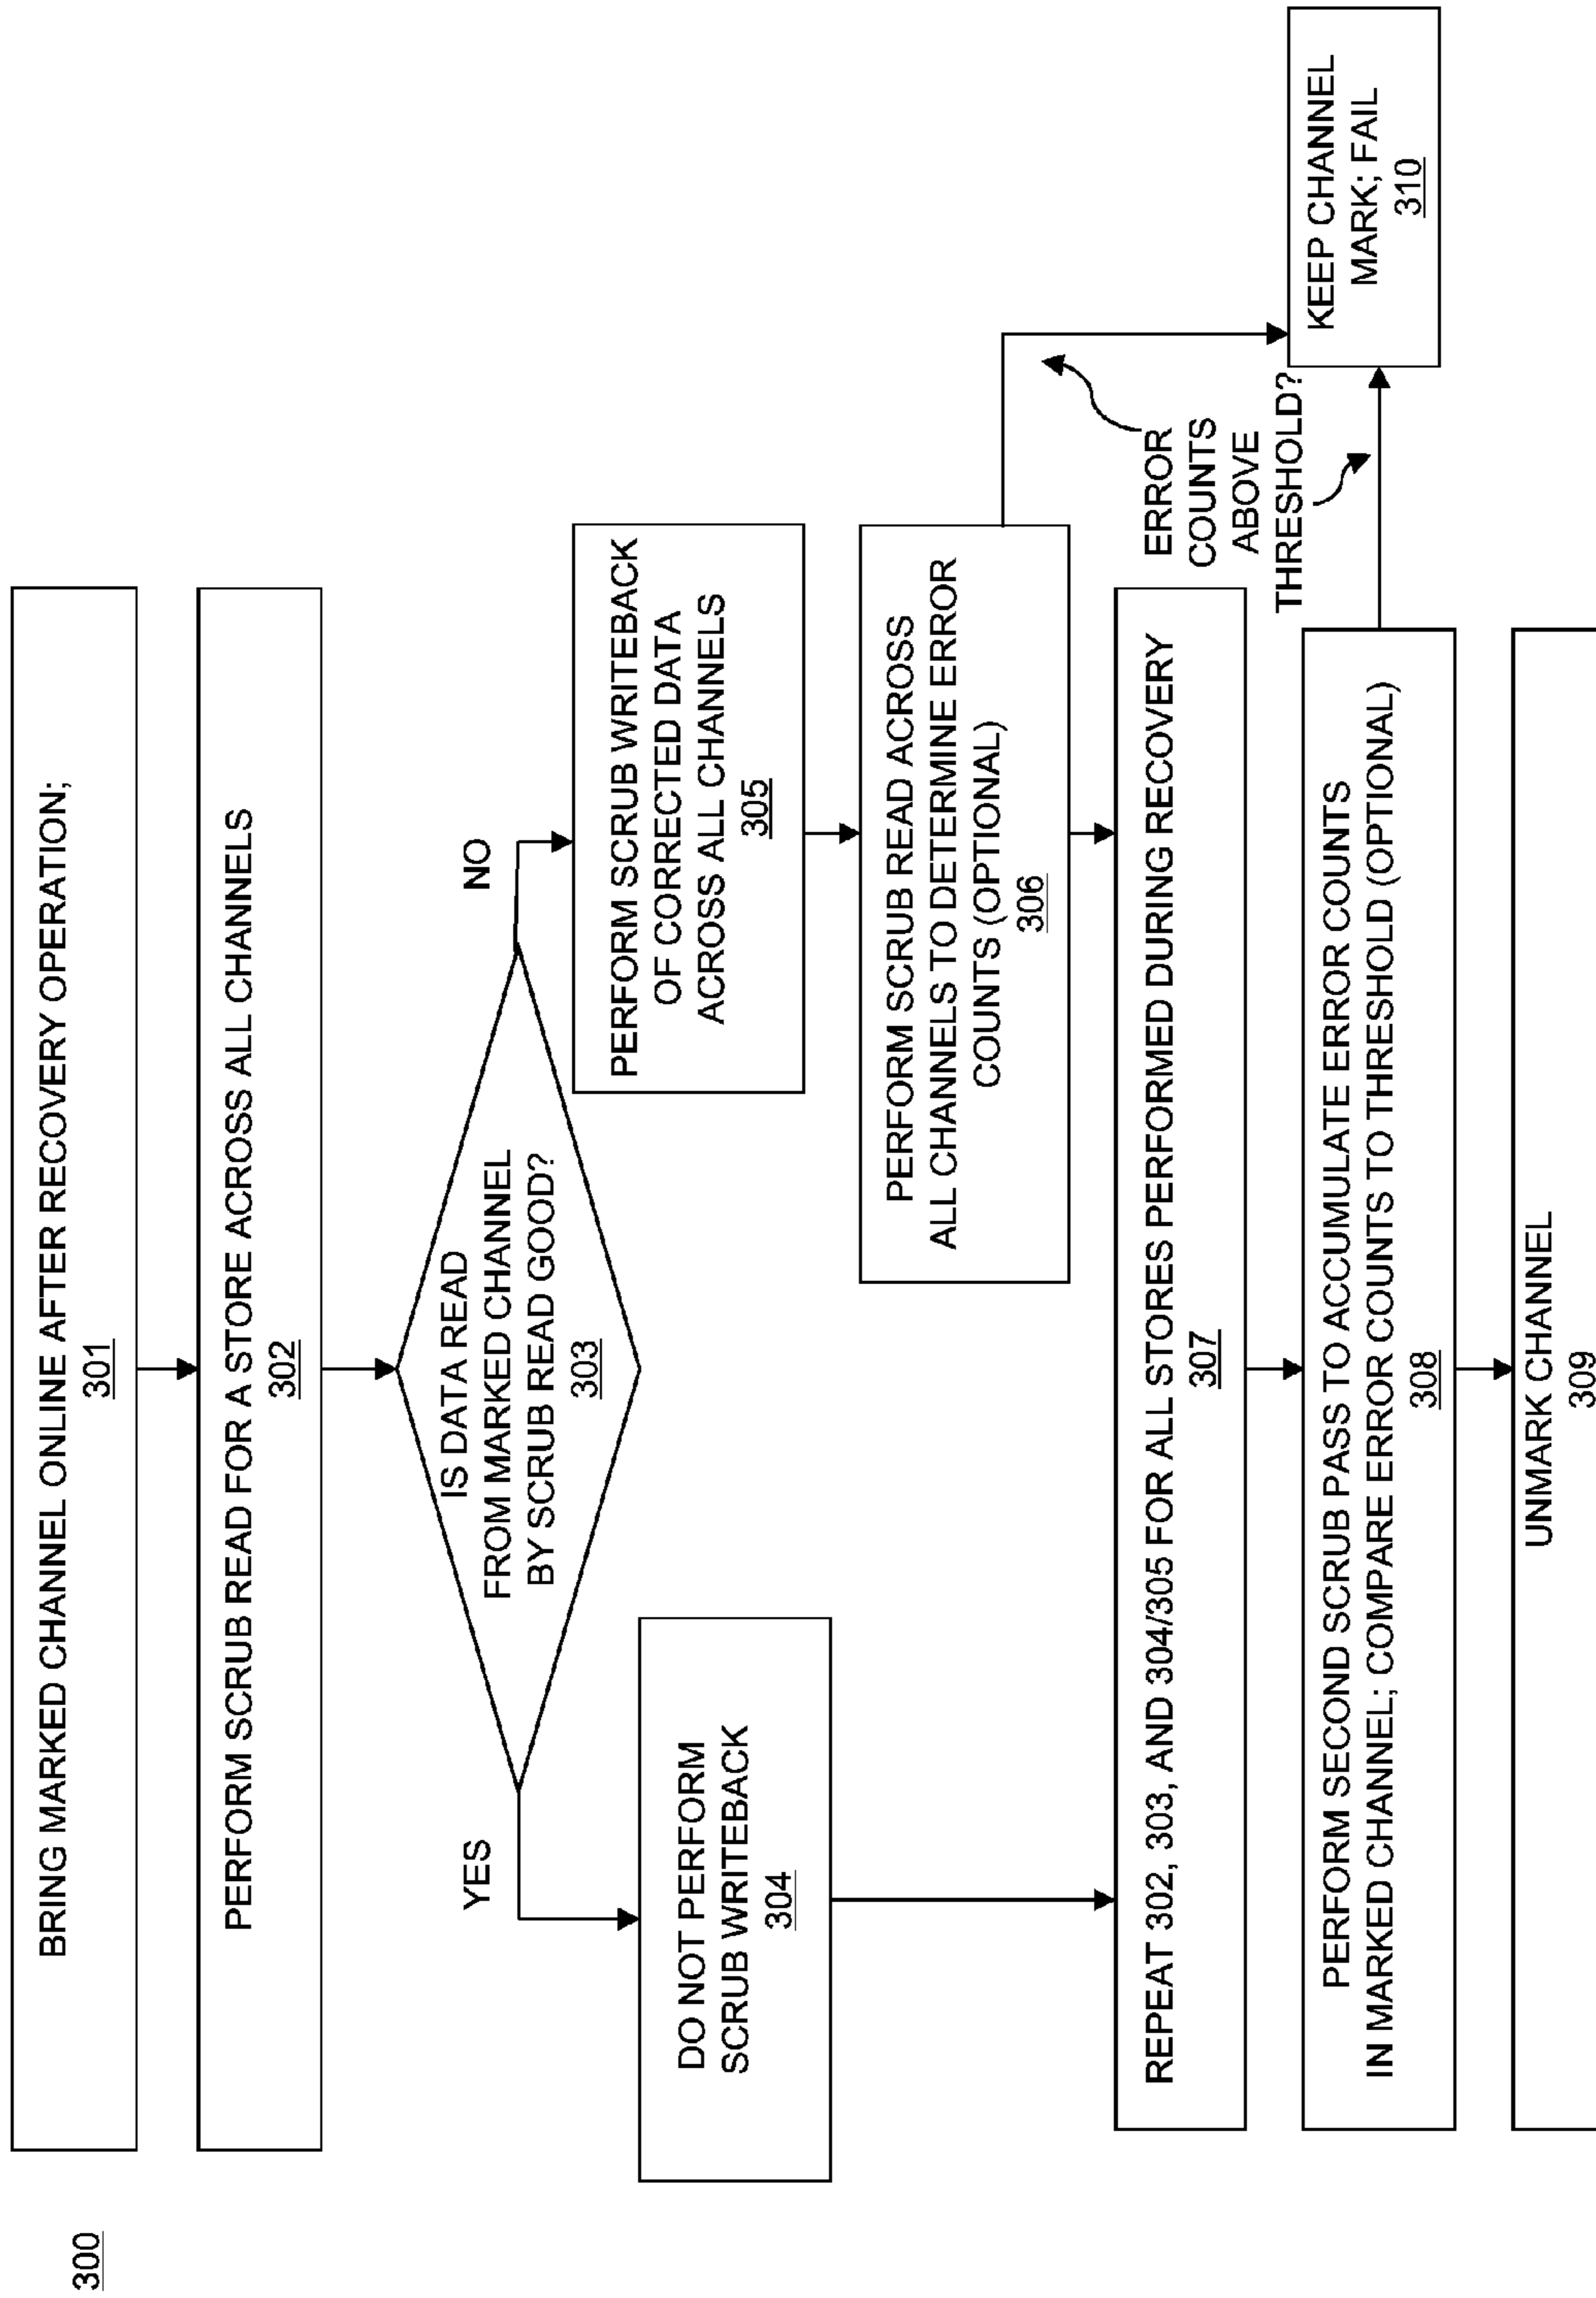 300
BRING MARKED CHANNEL ONLINE AFTER RECOVERY OPERATION;
301
PERFORM SCRUB READ FOR A STORE ACROSS ALL CHANNELS
302
IS DATA READ
FROM MARKED CHANNEL
BY SCRUB READ GOOD?
303
YES
NO
DO NOT PERFORM
SCRUB WRITEBACK
304
PERFORM SCRUB WRITEBACK
OF CORRECTED DATA
ACROSS ALL CHANNELS
305
PERFORM SCRUB READ ACROSS
ALL CHANNELS TO DETERMINE ERROR
COUNTS (OPTIONAL)
306
REPEAT 302, 303, AND 304/305 FOR ALL STORES PERFORMED DURING RECOVERY
307
ERROR
COUNTS
ABOVE
THRESHOLD?
PERFORM SECOND SCRUB PASS TO ACCUMULATE ERROR COUNTS
IN MARKED CHANNEL; COMPARE ERROR COUNTS TO THRESHOLD (OPTIONAL)
308
KEEP CHANNEL
MARK; FAIL
310
UNMARK CHANNEL
309